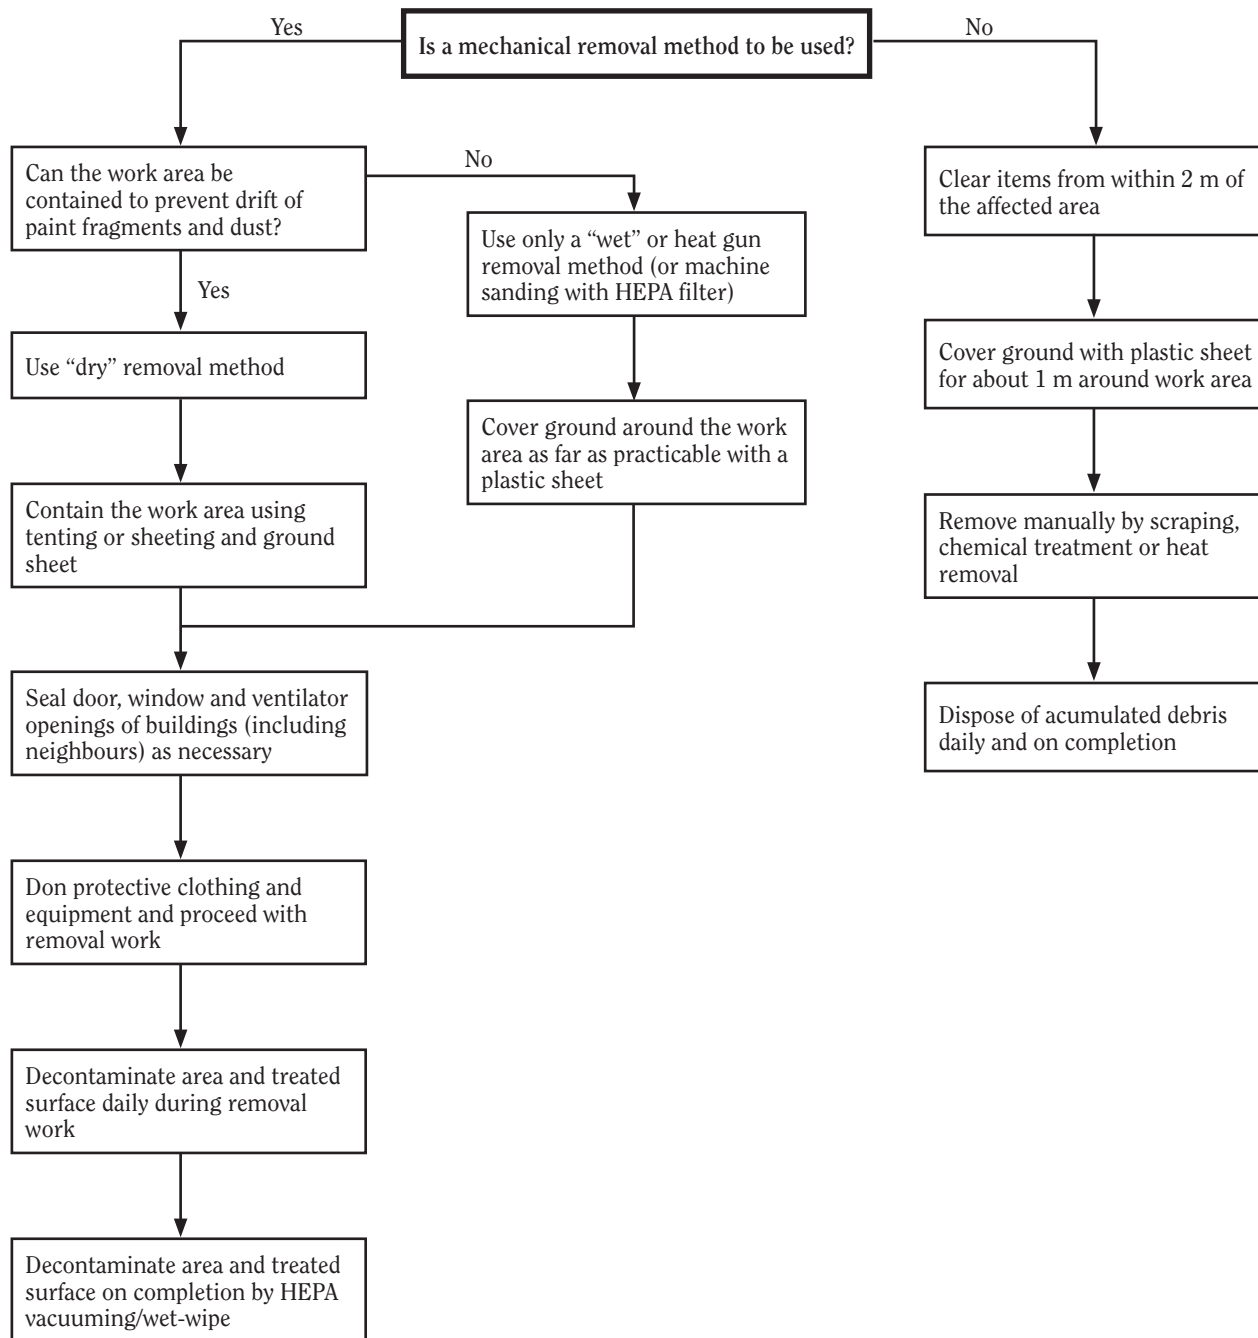 Is a mechanical removal method to be used?
Yes
No
Can the work area be
contained to prevent drift of
paint fragments and dust?
No
Yes
Use only a “wet” or heat gun
removal method (or machine
sanding with HEPA filter)
Use “dry” removal method
Cover ground around the work
area as far as practicable with a
plastic sheet
Contain the work area using
tenting or sheeting and ground
sheet
Seal door, window and ventilator
openings of buildings (including
neighbours) as necessary
Don protective clothing and
equipment and proceed with
removal work
Decontaminate area and treated
surface daily during removal
work
Decontaminate area and treated
surface on completion by HEPA
vacuuming/wet-wipe
Clear items from within 2 m of
the affected area
Cover ground with plastic sheet
for about 1 m around work area
Remove manually by scraping,
chemical treatment or heat
removal
Dispose of acumulated debris
daily and on completion